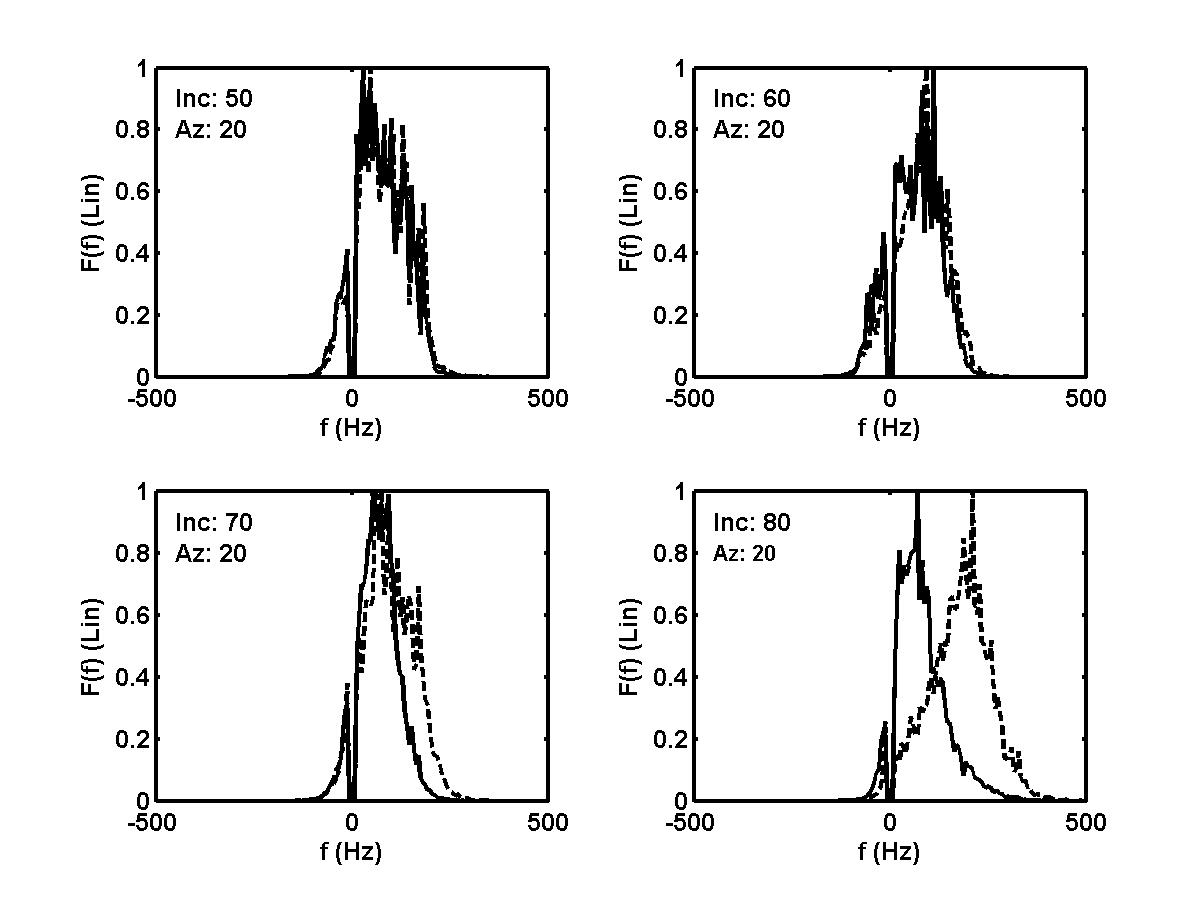 1
Inc: 50
Az: 20
0.8
0.6
0.4
0.2
0
-500
0
500
F(f) (Lin)
f (Hz)
1
Inc: 60
Az: 20
0.8
0.6
0.4
0.2
0
-500
0
500
F(f) (Lin)
f (Hz)
1
Inc: 70
Az: 20
0.8
0.6
0.4
0.2
0
-500
0
500
F(f) (Lin)
f (Hz)
1
Inc: 80
Az: 20
0.8
0.6
0.4
0.2
0
-500
0
500
F(f) (Lin)
f (Hz)